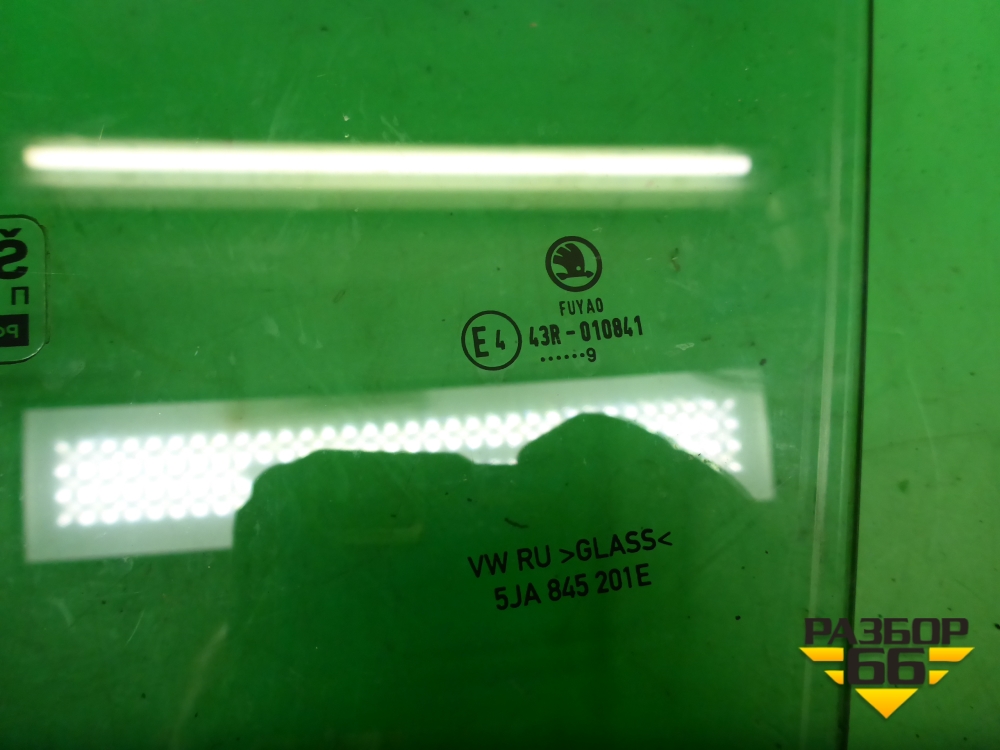 Š
П
FUYAO
E4 43R-010841
......9
VW RU >GLASS<
5JA 845 201E
РАЗБОР
66